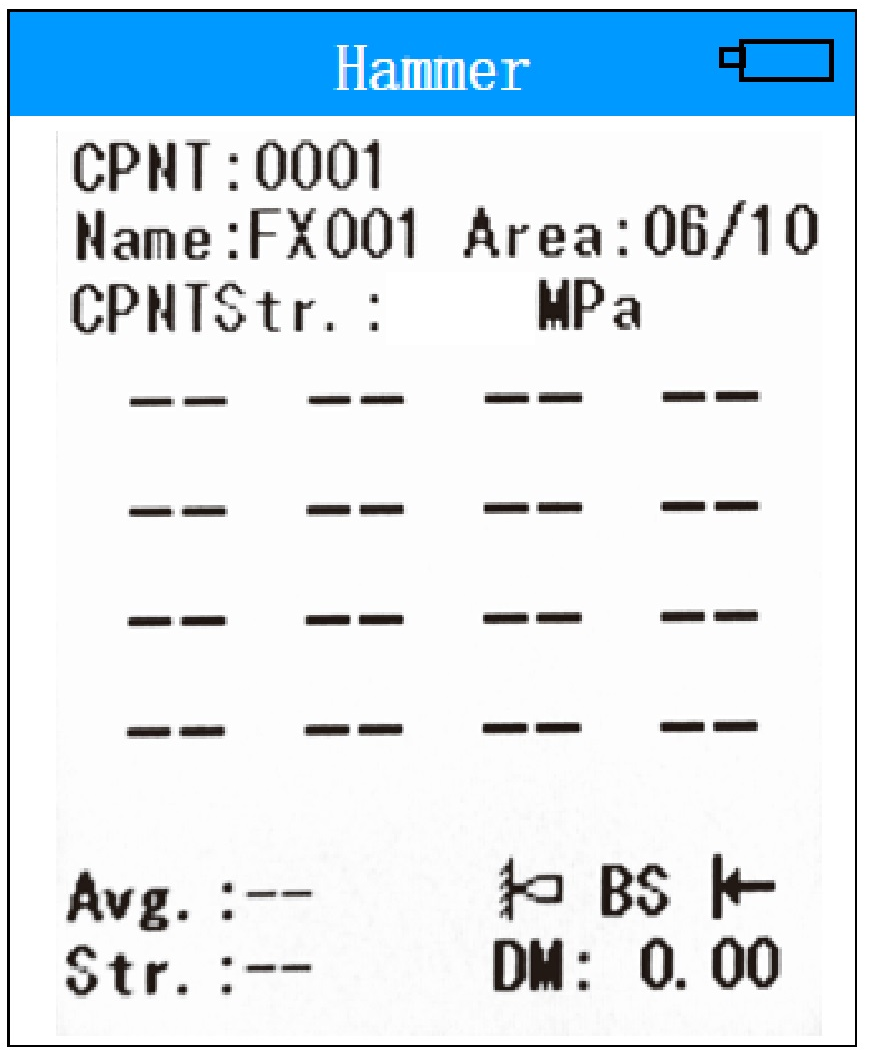 Hammer
CPNT:0001
Name:FX001 Area:06/10
CPNTStr.: MPa
-- -- -- --
-- -- -- --
-- -- -- --
-- -- -- --
Avg.:-- BS
Str.:-- DM: 0.00